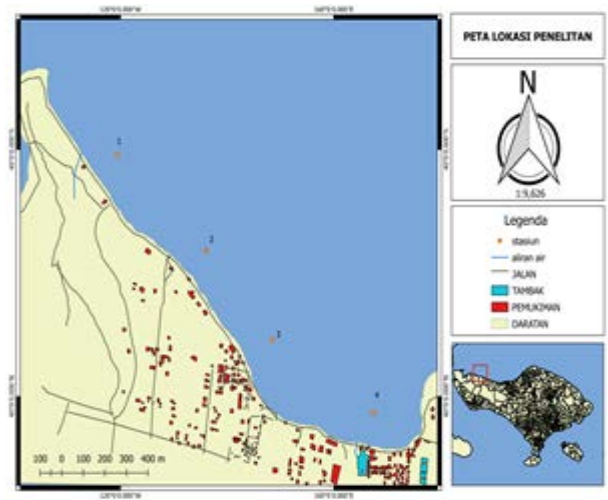 PETA LOKASI PENELITAN
N
1:9,626
Legenda
stasiun
aliran air
JALAN
TAMBAK
PEMUKIMAN
DARATAN
1
2
3
4
100 0 100 200 300 400 m